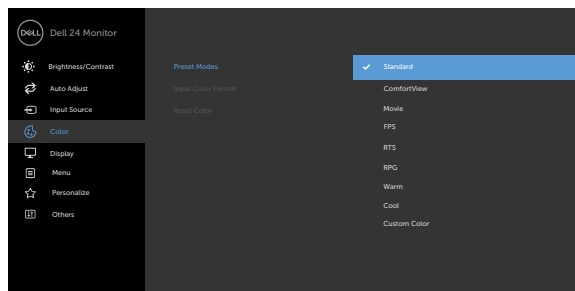 DELL Dell 24 Monitor
Brightness/Contrast
Auto Adjust
Input Source
Color
Display
Menu
Personalize
Others
Preset Modes
Input Color Format
Reset Color
Standard
ComfortView
Movie
FPS
RTS
RPG
Warm
Cool
Custom Color